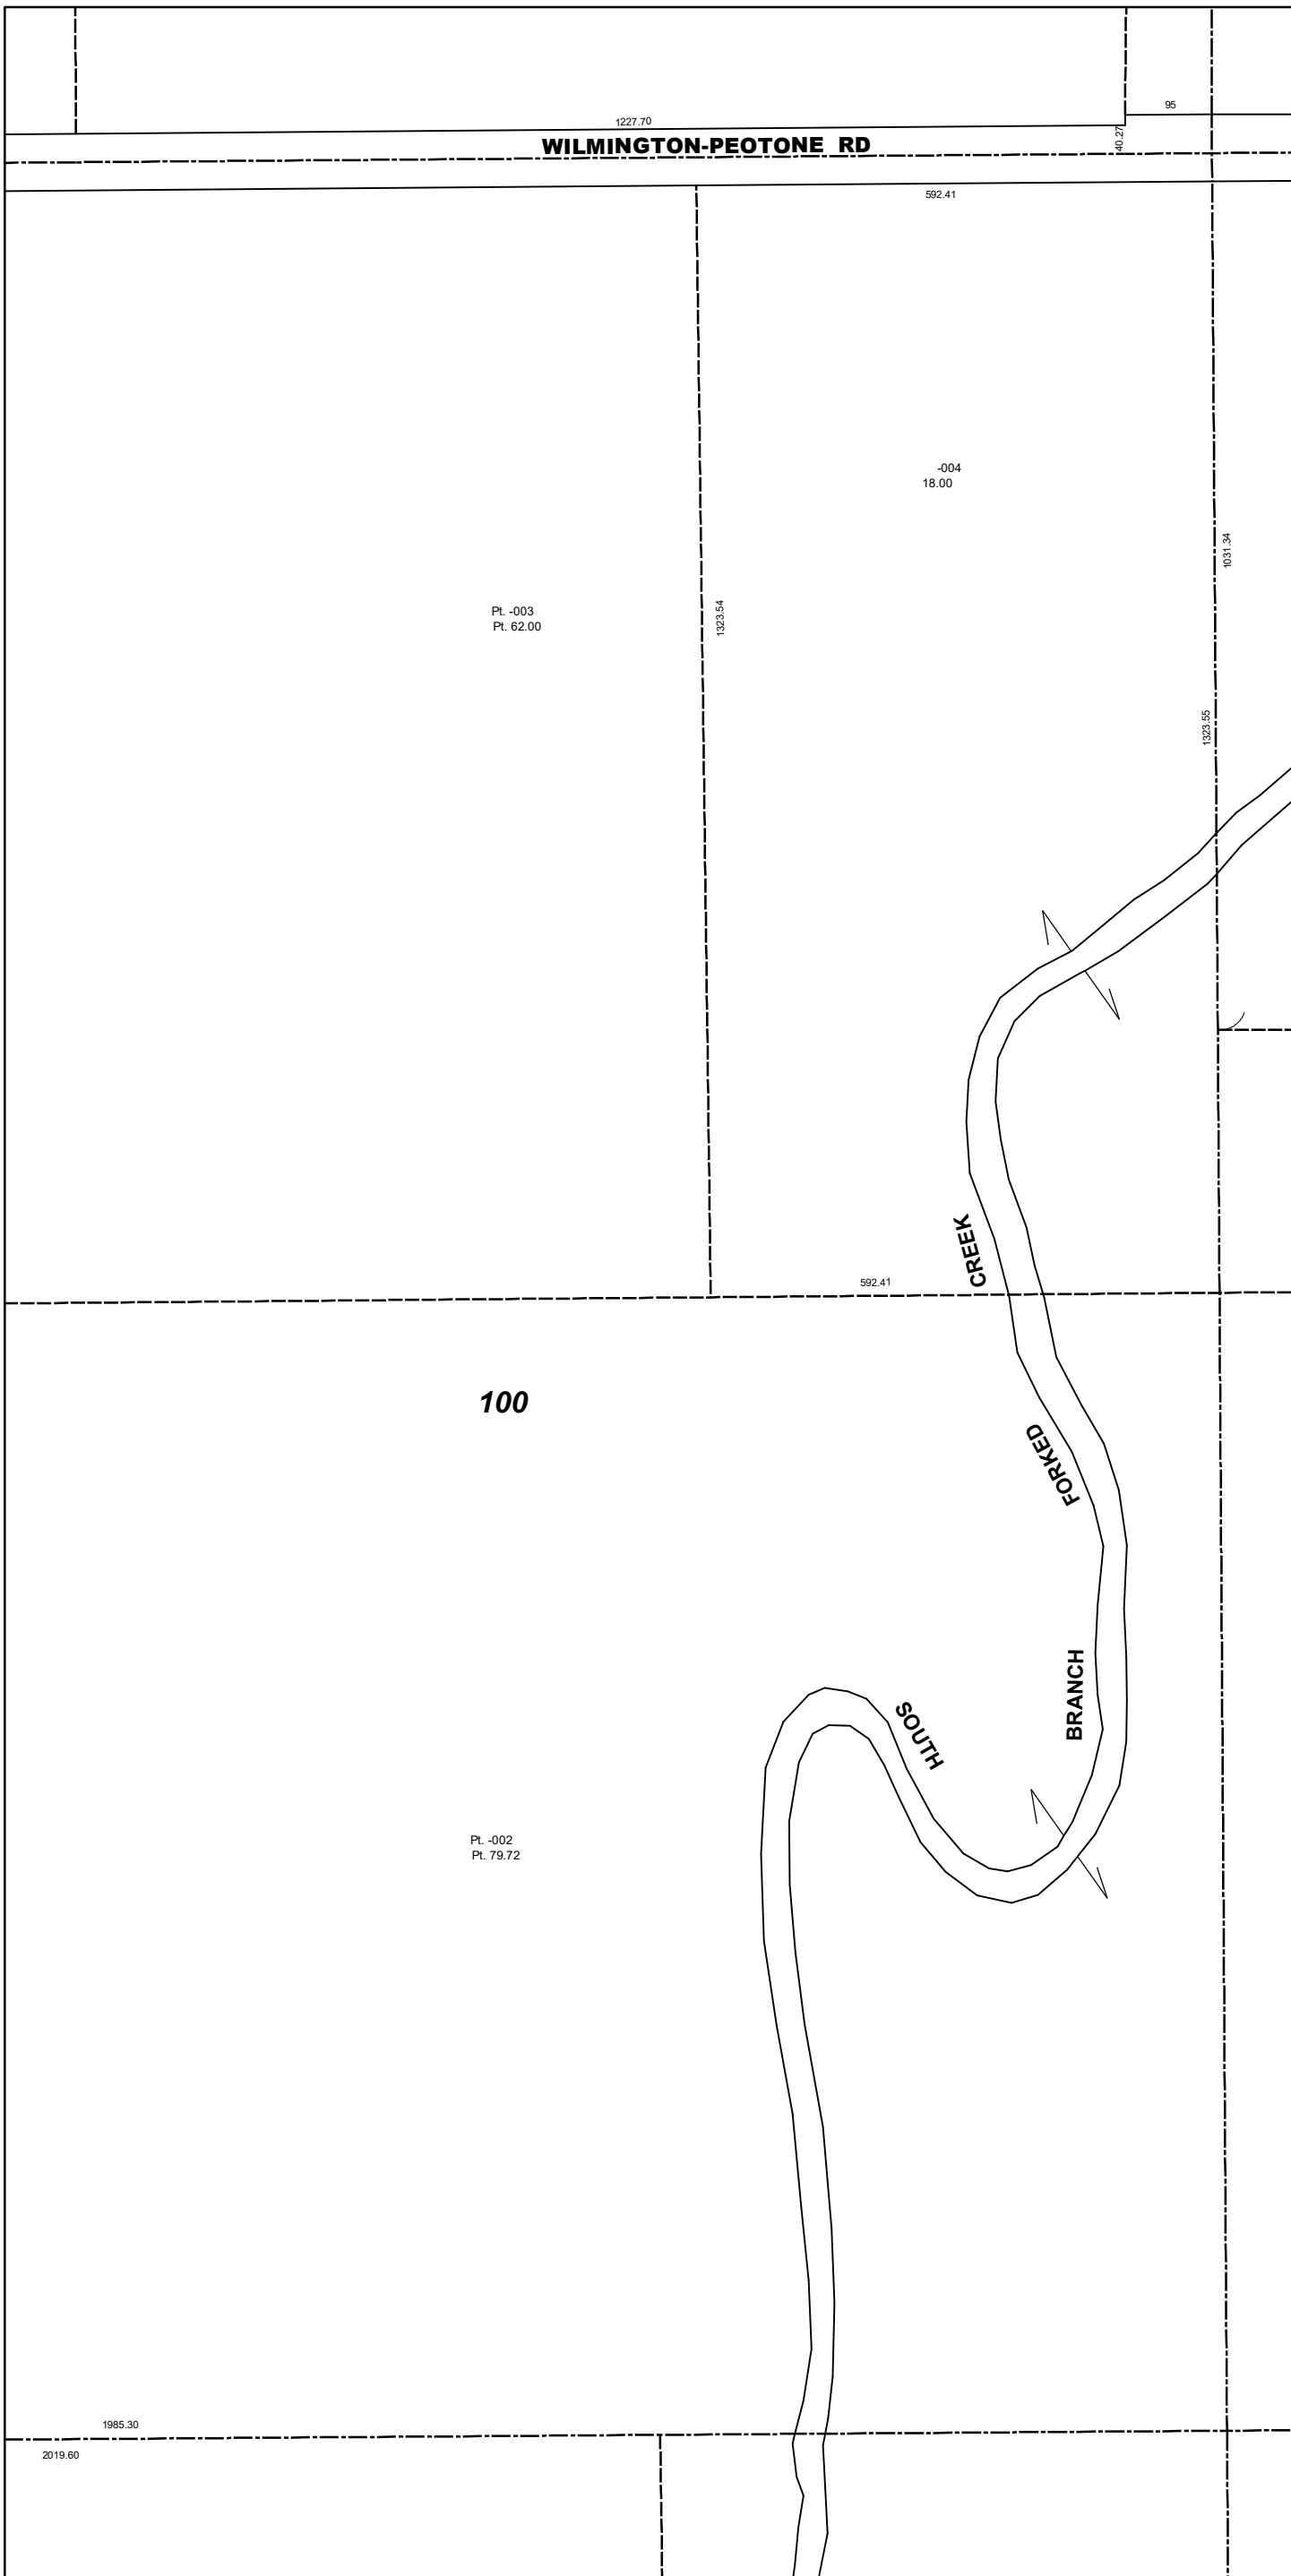 95
1227.70
40.27
WILMINGTON-PEOTONE RD
592.41
-004
18.00
1031.34
Pt. -003
Pt. 62.00
1323.54
1323.55
CREEK
592.41
100
FORKED
BRANCH
SOUTH
Pt. -002
Pt. 79.72
1985.30
2019.60